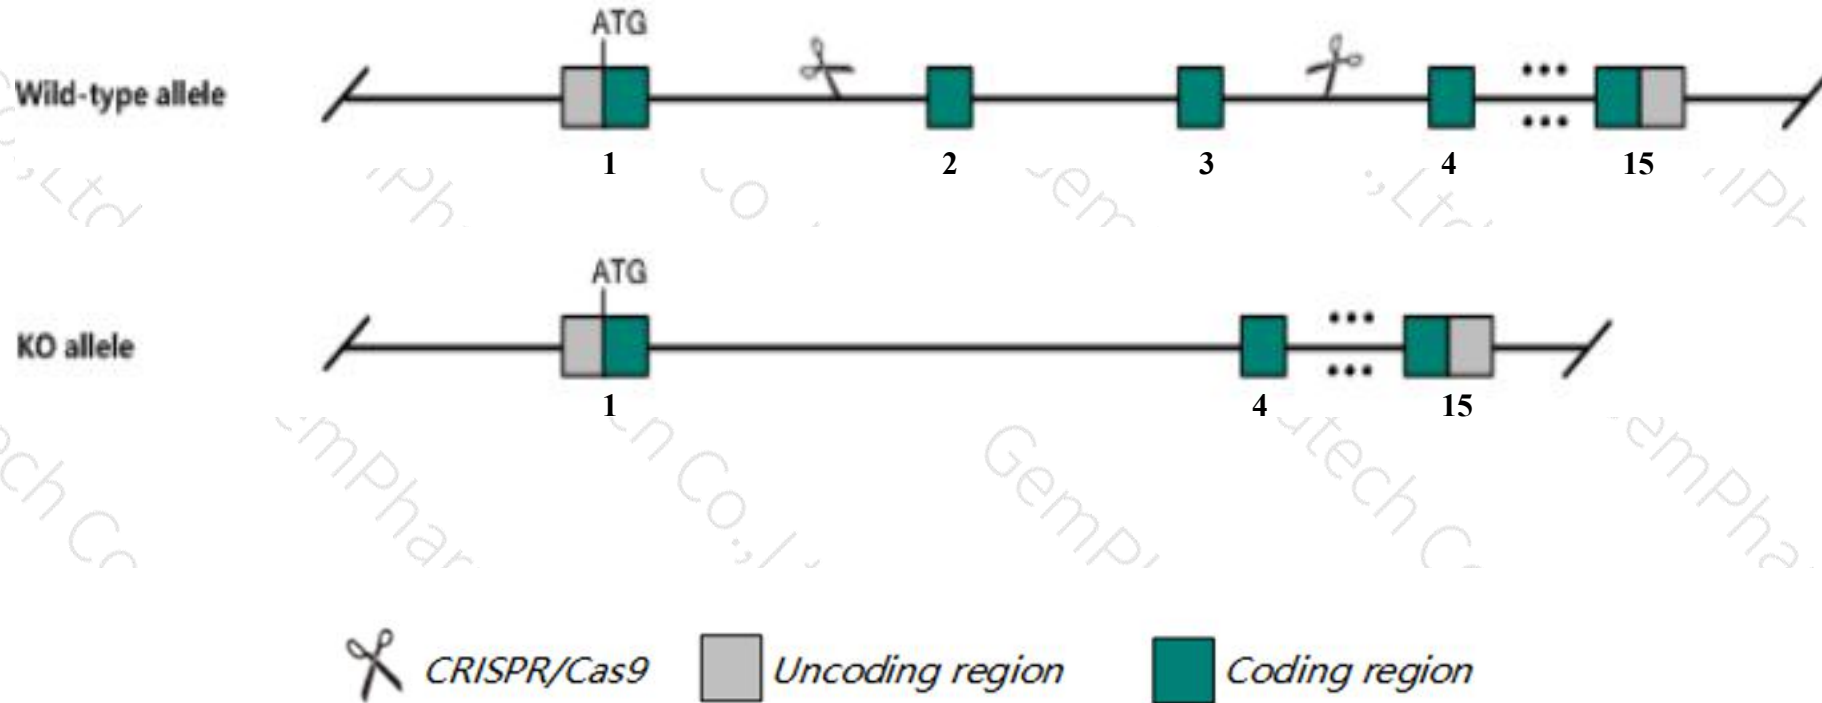 ATG
Wild-type allele
1 2 3 4 15
ATG
KO allele
1 4 15
CRISPR/Cas9 Uncoding region Coding region